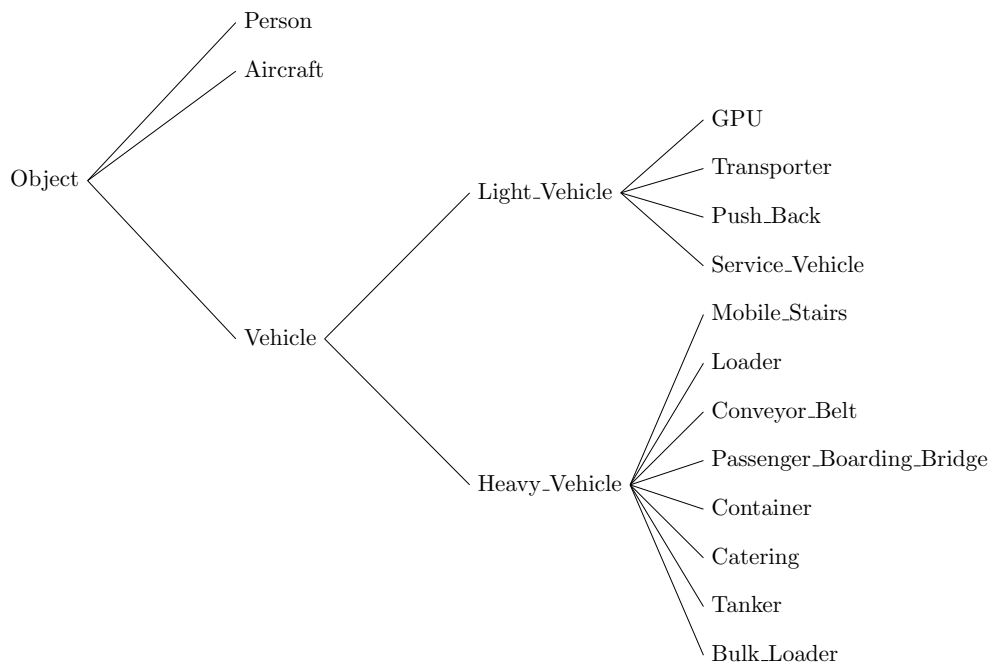 Person
Aircraft
GPU
Transporter
Object
Light_Vehicle
Push_Back
Service_Vehicle
Mobile_Stairs
Vehicle
Loader
Conveyor_Belt
Passenger_Boarding_Bridge
Heavy_Vehicle
Container
Catering
Tanker
Bulk_Loader